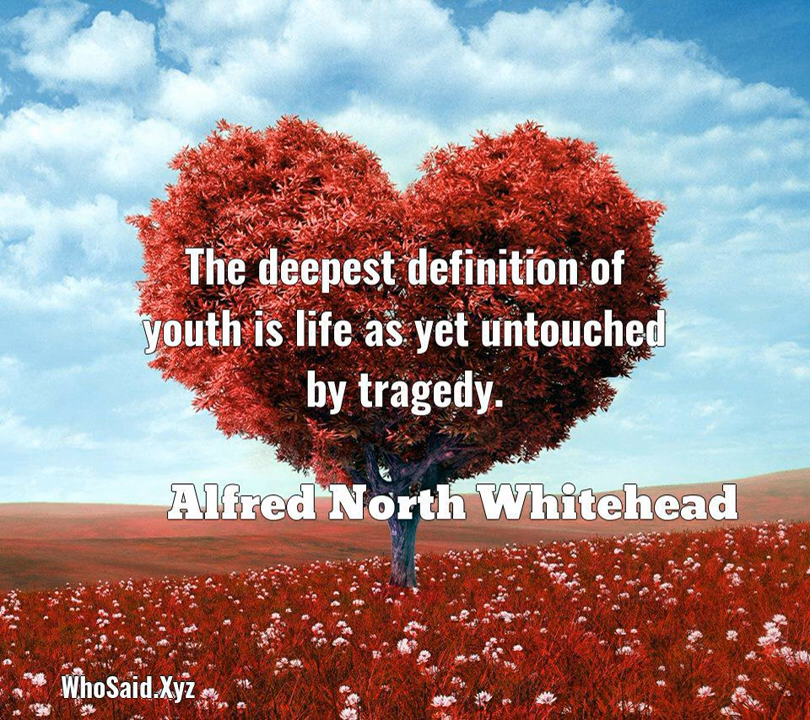 The deepest definition of
youth is life as yet untouched
by tragedy.
Alfred North Whitehead
WhoSaid.Xyz